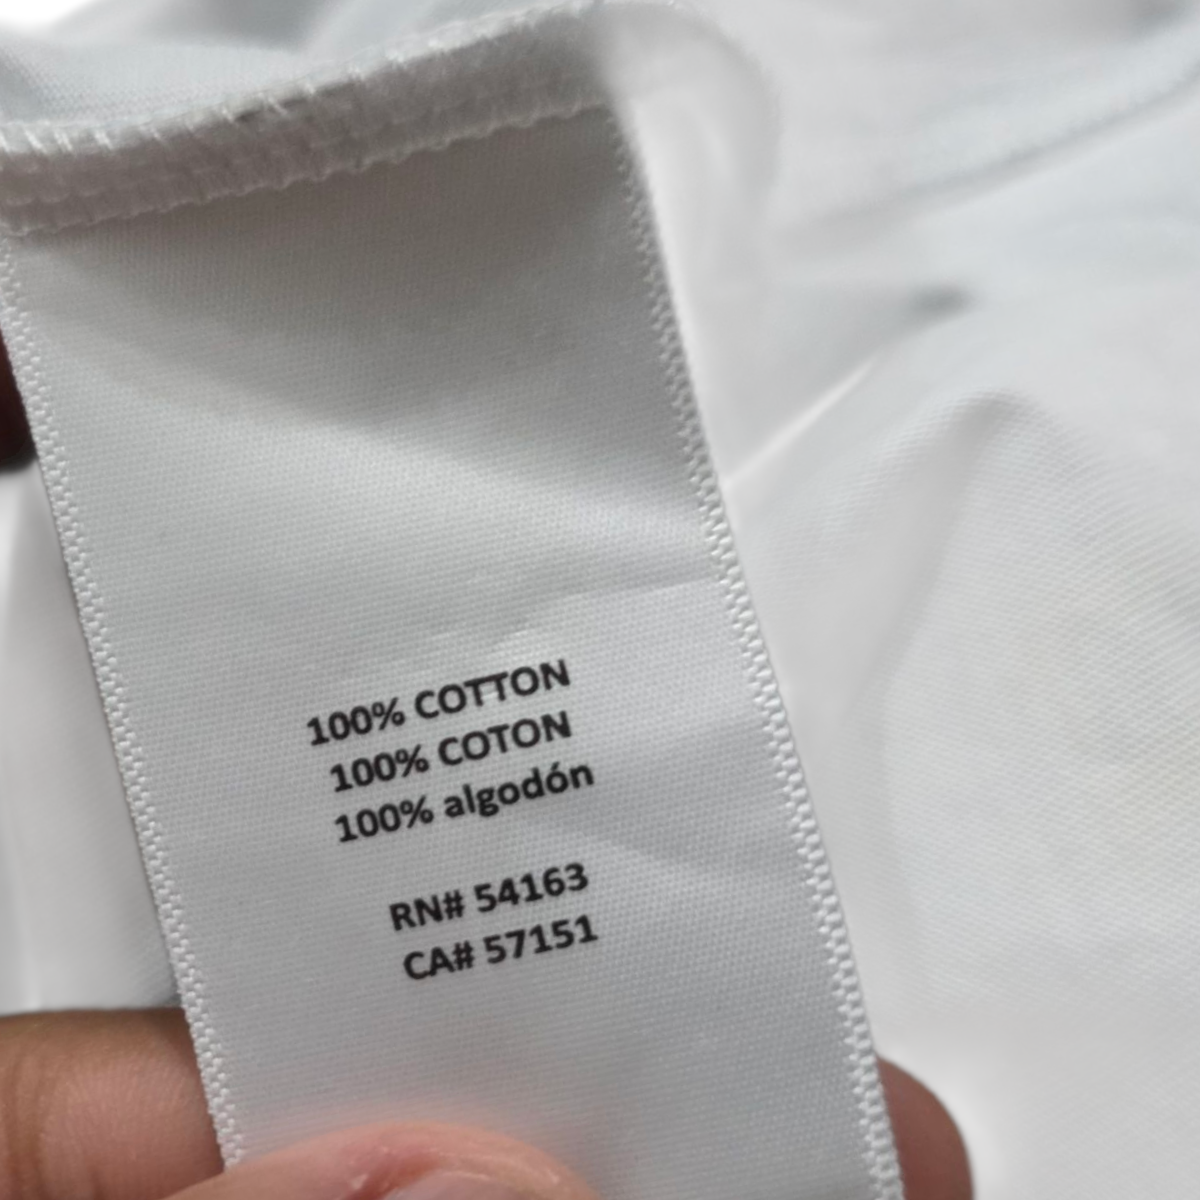 100% COTTON
100% COTON
100% algodón
RN# 54163
CA# 57151